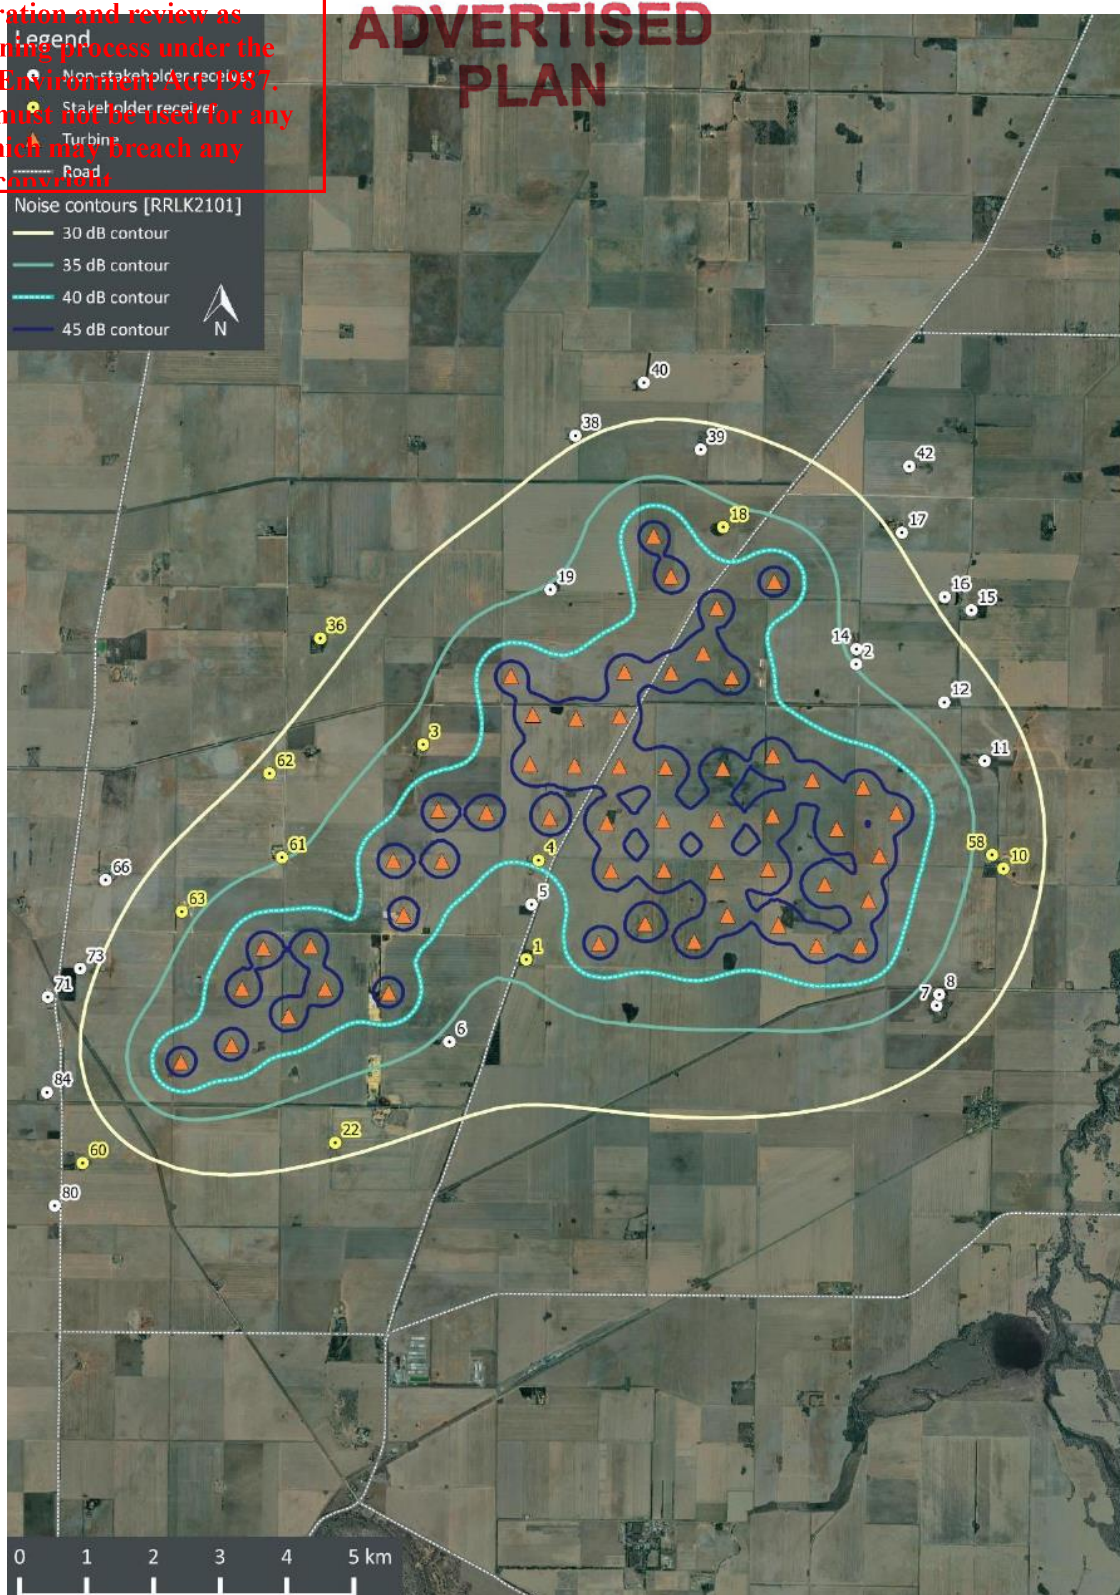 ration and review as
ning process under the
Environment Act 1987.
must not be used for any
hich may breach any
copyright
ADVERTISED
PLAN
Legend
Non-stakeholder receiver
Stakeholder receiver
Turbine
Road
Noise contours [RRLK2101]
30 dB contour
35 dB contour
40 dB contour
45 dB contour
N
40
38
39
42
18
17
19
16
15
36
14
2
12
3
11
62
61
4
58
10
66
5
63
1
73
71
8
7
6
84
22
60
80
0 1 2 3 4 5 km